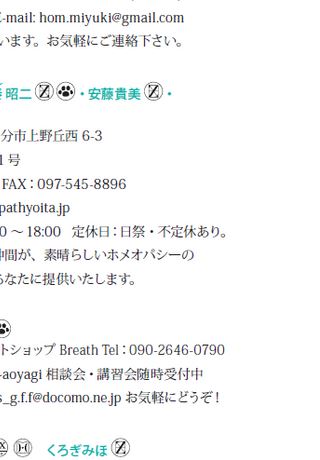 E-mail: hom.miyuki@gmail.com
います。お気軽にご連絡下さい。
昭二 ・安藤貴美 ・
分市上野丘西 6-3
1 号
FAX：097-545-8896
pathyoita.jp
0 〜 18:00 定休日：日祭・不定休あり。
仲間が、素晴らしいホメオパシーの
あなたに提供いたします。
トショップ Breath Tel：090-2646-0790
-aoyagi 相談会・講習会随時受付中
s_g.f.f@docomo.ne.jp お気軽にどうぞ！
くろぎみほ